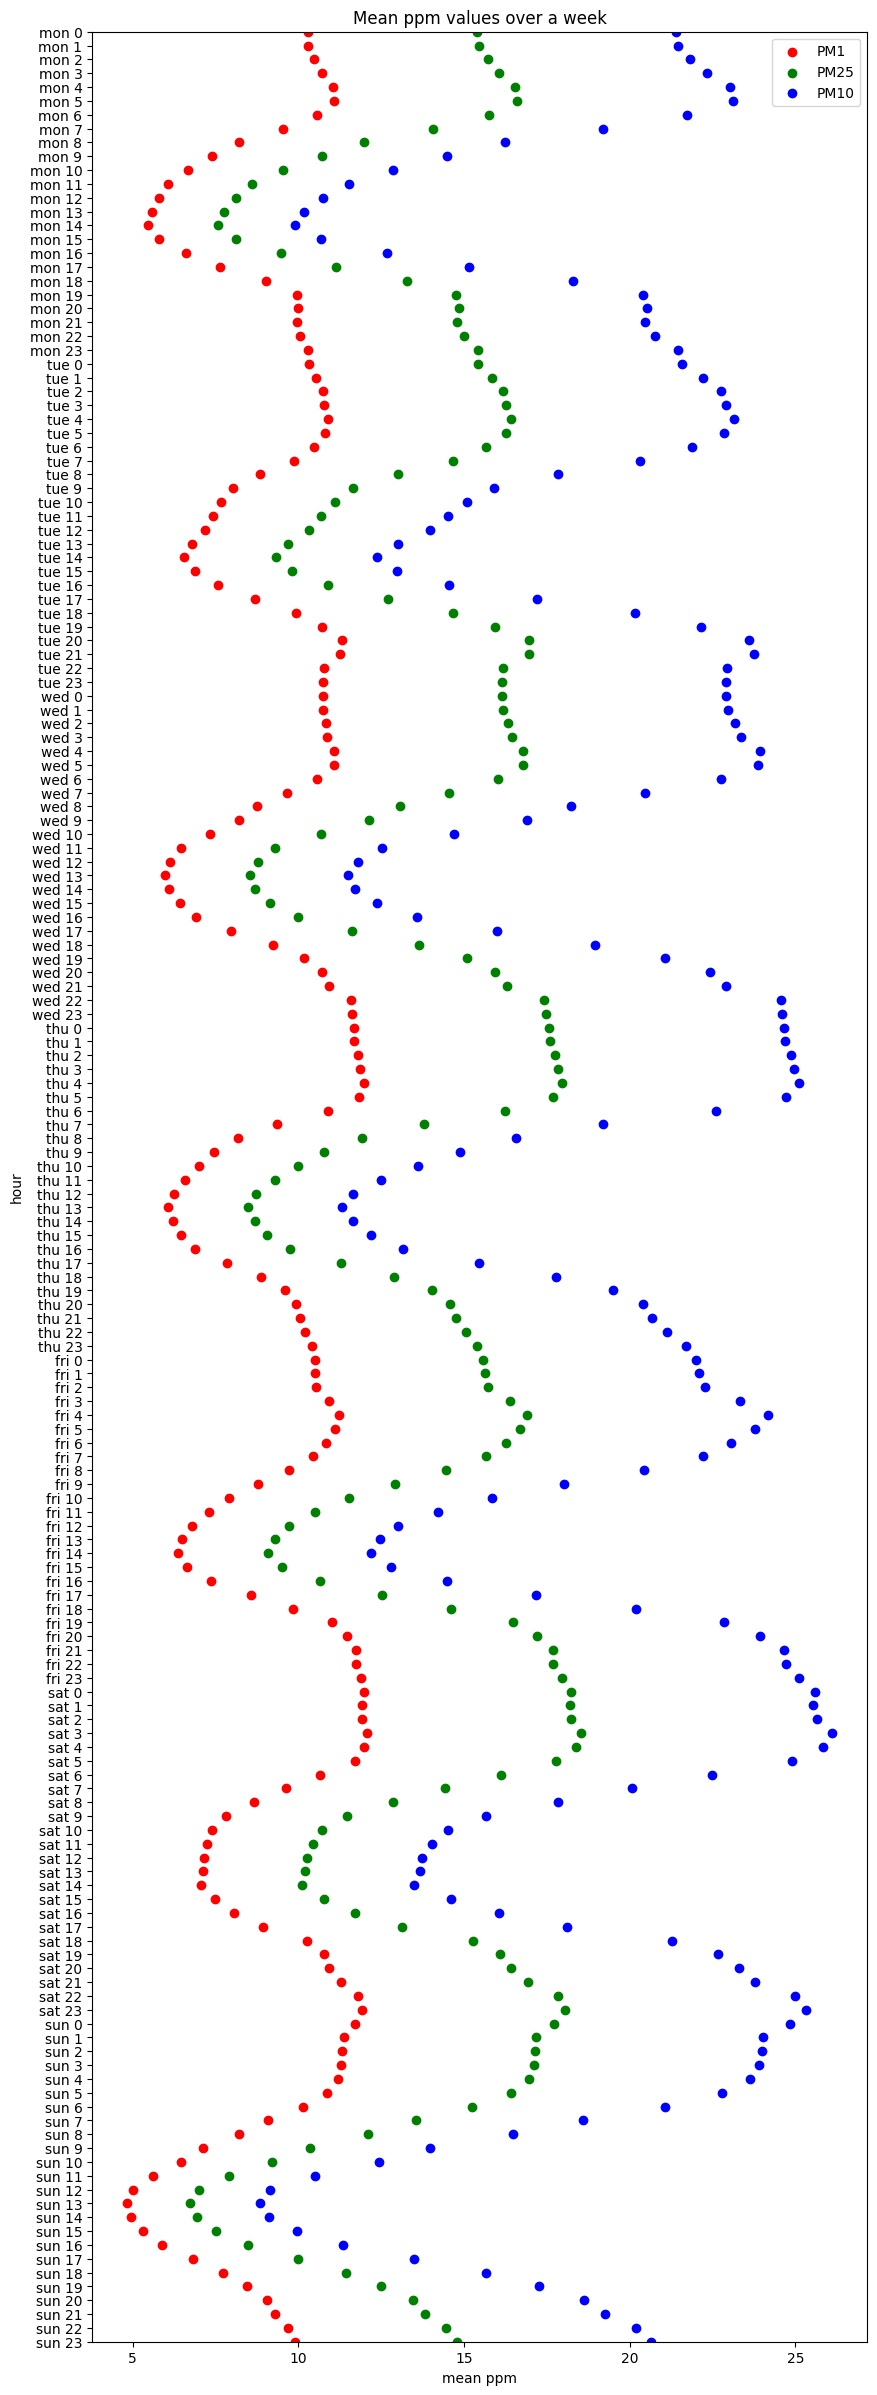 Mean ppm values over a week
PM1
PM25
PM10
mon 0
mon 1
mon 2
mon 3
mon 4
mon 5
mon 6
mon 7
mon 8
mon 9
mon 10
mon 11
mon 12
mon 13
mon 14
mon 15
mon 16
mon 17
mon 18
mon 19
mon 20
mon 21
mon 22
mon 23
tue 0
tue 1
tue 2
tue 3
tue 4
tue 5
tue 6
tue 7
tue 8
tue 9
tue 10
tue 11
tue 12
tue 13
tue 14
tue 15
tue 16
tue 17
tue 18
tue 19
tue 20
tue 21
tue 22
tue 23
wed 0
wed 1
wed 2
wed 3
wed 4
wed 5
wed 6
wed 7
wed 8
wed 9
wed 10
wed 11
wed 12
wed 13
wed 14
wed 15
wed 16
wed 17
wed 18
wed 19
wed 20
wed 21
wed 22
wed 23
thu 0
thu 1
thu 2
thu 3
thu 4
thu 5
thu 6
thu 7
thu 8
thu 9
thu 10
thu 11
thu 12
thu 13
thu 14
thu 15
thu 16
thu 17
thu 18
thu 19
thu 20
thu 21
thu 22
thu 23
fri 0
fri 1
fri 2
fri 3
fri 4
fri 5
fri 6
fri 7
fri 8
fri 9
fri 10
fri 11
fri 12
fri 13
fri 14
fri 15
fri 16
fri 17
fri 18
fri 19
fri 20
fri 21
fri 22
fri 23
sat 0
sat 1
sat 2
sat 3
sat 4
sat 5
sat 6
sat 7
sat 8
sat 9
sat 10
sat 11
sat 12
sat 13
sat 14
sat 15
sat 16
sat 17
sat 18
sat 19
sat 20
sat 21
sat 22
sat 23
sun 0
sun 1
sun 2
sun 3
sun 4
sun 5
sun 6
sun 7
sun 8
sun 9
sun 10
sun 11
sun 12
sun 13
sun 14
sun 15
sun 16
sun 17
sun 18
sun 19
sun 20
sun 21
sun 22
sun 23
hour
5 10 15 20 25
mean ppm